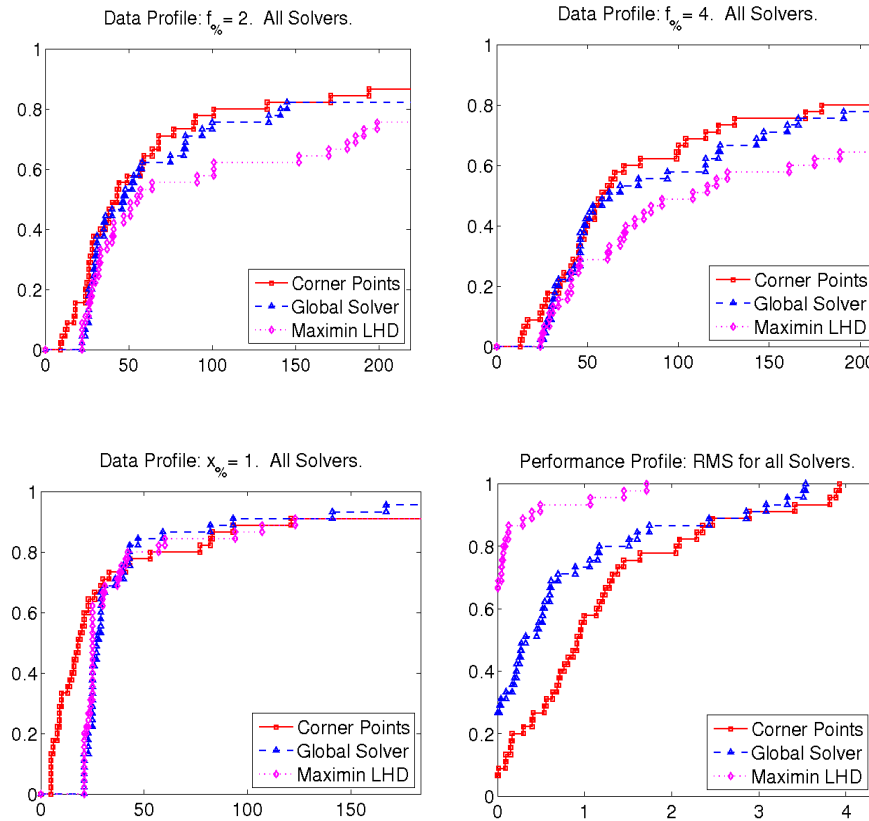 Data Profile: f%= 2. All Solvers.
1
0.8
0.6
0.4
0.2
0
0 50 100 150 200
Corner Points
Global Solver
Maximin LHD
Data Profile: f%= 4. All Solvers.
1
0.8
0.6
0.4
0.2
0
0 50 100 150 200
Corner Points
Global Solver
Maximin LHD
Data Profile: x%= 1. All Solvers.
1
0.8
0.6
0.4
0.2
0
0 50 100 150
Corner Points
Global Solver
Maximin LHD
Performance Profile: RMS for all Solvers.
1
0.8
0.6
0.4
0.2
0
0 1 2 3 4
Corner Points
Global Solver
Maximin LHD